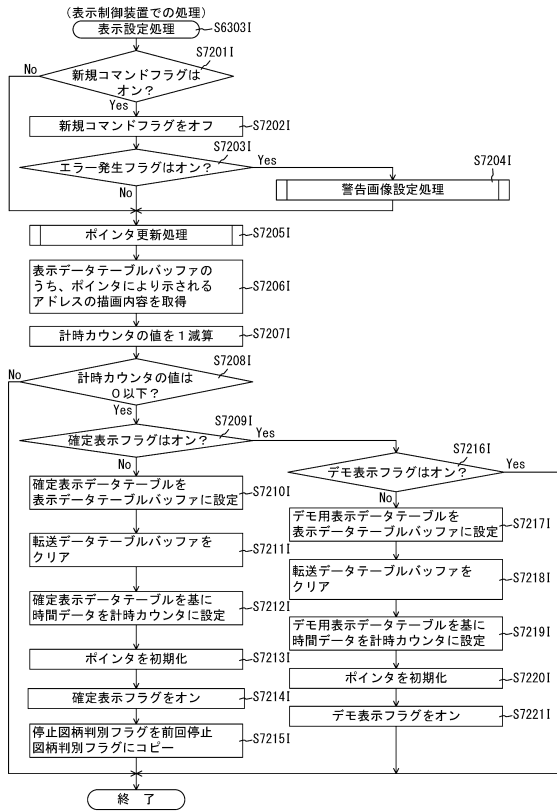 (表示制御装置での処理)
表示設定処理
S6303I
S7201I
新規コマンドフラグは
オン?
No
Yes
新規コマンドフラグをオフ
S7202I
S7203I
エラー発生フラグはオン?
Yes
No
S7204I
警告画像設定処理
ポインタ更新処理
S7205I
表示データテーブルバッファの
うち、ポインタにより示される
アドレスの描画内容を取得
S7206I
計時カウンタの値を1減算
S7207I
S7208I
計時カウンタの値は
0以下?
No
Yes
S7209I
確定表示フラグはオン?
Yes
No
S7216I
デモ表示フラグはオン?
Yes
No
確定表示データテーブルを
表示データテーブルバッファに設定
S7210I
転送データテーブルバッファを
クリア
S7211I
確定表示データテーブルを基に
時間データを計時カウンタに設定
S7212I
ポインタを初期化
S7213I
確定表示フラグをオン
S7214I
停止図柄判別フラグを前回停止
図柄判別フラグにコピー
S7215I
デモ用表示データテーブルを
表示データテーブルバッファに設定
S7217I
転送データテーブルバッファを
クリア
S7218I
デモ用表示データテーブルを基に
時間データを計時カウンタに設定
S7219I
ポインタを初期化
S7220I
デモ表示フラグをオン
S7221I
終 了